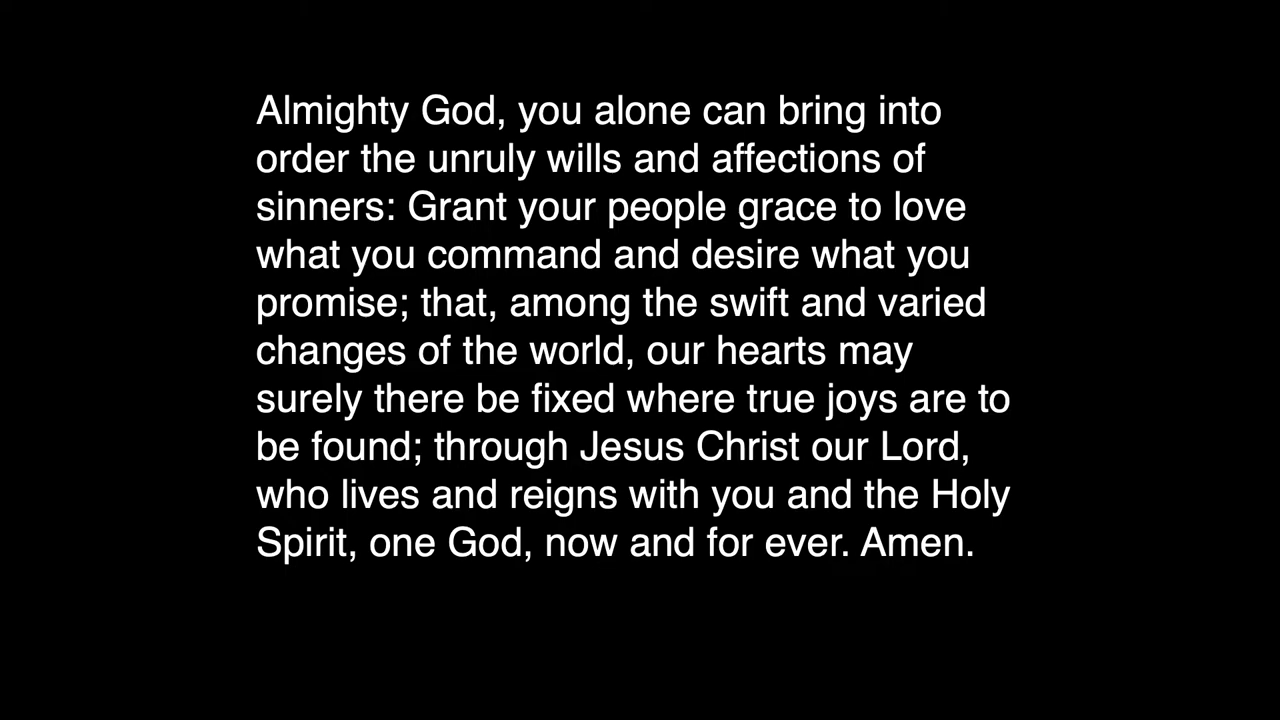 Almighty God, you alone can bring into
order the unruly wills and affections of
sinners: Grant your people grace to love
what you command and desire what you
promise; that, among the swift and varied
changes of the world, our hearts may
surely there be fixed where true joys are to
be found; through Jesus Christ our Lord,
who lives and reigns with you and the Holy
Spirit, one God, now and for ever. Amen.